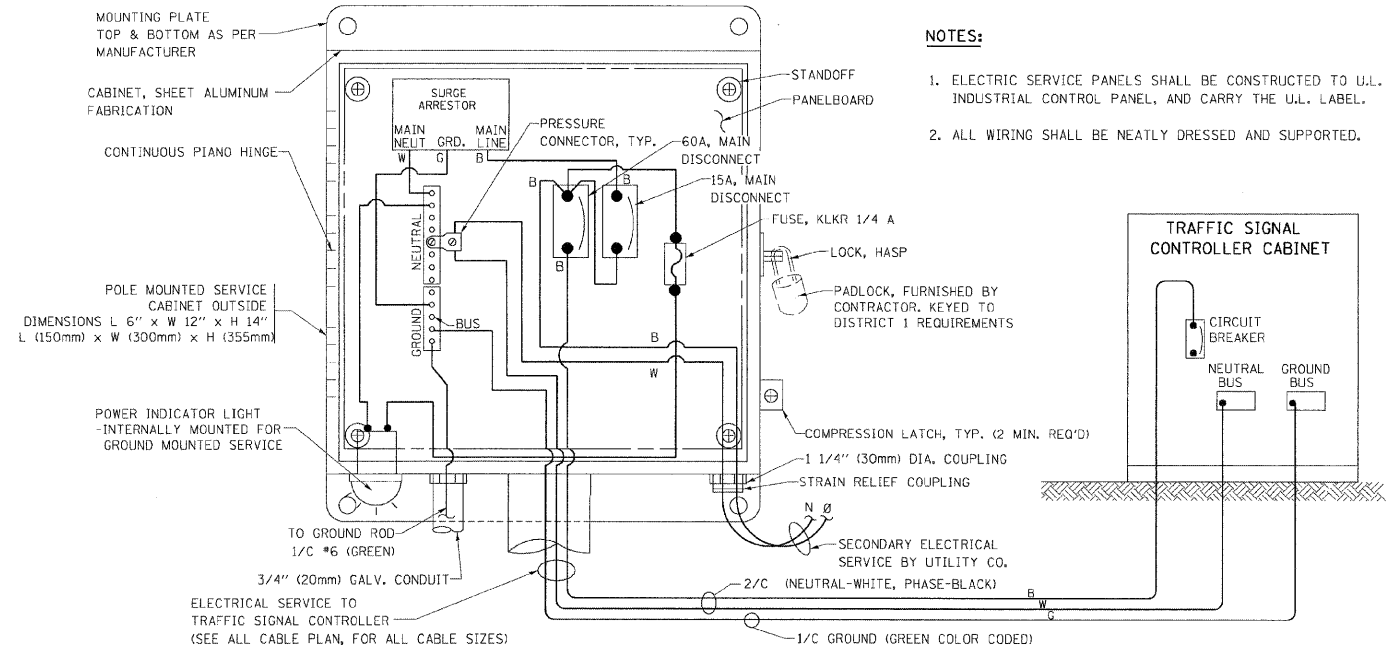 MOUNTING PLATE
TOP & BOTTOM AS PER
MANUFACTURER
CABINET, SHEET ALUMINUM
FABRICATION
CONTINUOUS PIANO HINGE
POLE MOUNTED SERVICE
CABINET OUTSIDE
DIMENSIONS L 6" x W 12" x H 14"
L (150mm) x W (300mm) x H (355mm)
POWER INDICATOR LIGHT
-INTERNALLY MOUNTED FOR
GROUND MOUNTED SERVICE
SURGE
ARRESTOR
MAIN
NEUT
GRD.
MAIN
LINE
W
G
B
PRESSURE
CONNECTOR, TYP.
STANDOFF
PANELBOARD
60A, MAIN
DISCONNECT
15A, MAIN
DISCONNECT
B
B
B
FUSE, KLKR 1/4 A
LOCK, HASP
PADLOCK, FURNISHED BY
CONTRACTOR. KEYED TO
DISTRICT 1 REQUIREMENTS
NEUTRAL
GROUND
BUS
B
W
COMPRESSION LATCH, TYP. (2 MIN. REQ'D)
1 1/4" (30mm) DIA. COUPLING
STRAIN RELIEF COUPLING
N Ø
SECONDARY ELECTRICAL
SERVICE BY UTILITY CO.
TO GROUND ROD
1/C #6 (GREEN)
3/4" (20mm) GALV. CONDUIT
ELECTRICAL SERVICE TO
TRAFFIC SIGNAL CONTROLLER
(SEE ALL CABLE PLAN, FOR ALL CABLE SIZES)
2/C (NEUTRAL-WHITE, PHASE-BLACK)
B
W
G
1/C GROUND (GREEN COLOR CODED)
NOTES:
1. ELECTRIC SERVICE PANELS SHALL BE CONSTRUCTED TO U.L.
INDUSTRIAL CONTROL PANEL, AND CARRY THE U.L. LABEL.
2. ALL WIRING SHALL BE NEATLY DRESSED AND SUPPORTED.
TRAFFIC SIGNAL
CONTROLLER CABINET
CIRCUIT
BREAKER
NEUTRAL
BUS
GROUND
BUS